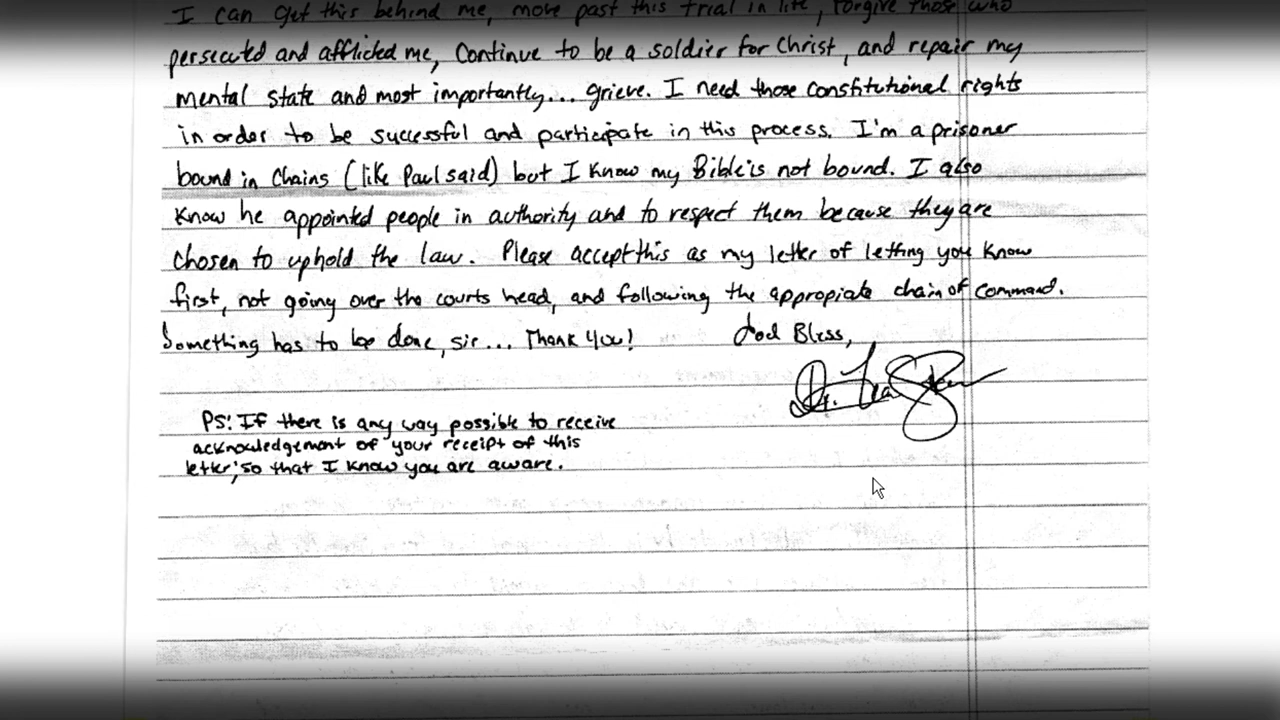 I can get this behind me, move past this trial in life, forgive those who
persecuted and afflicted me, Continue to be a soldier for Christ, and repair my
mental state and most importantly... grieve. I need those constitutional rights
in order to be successful and participate in this process. I'm a prisoner
bound in Chains (like Paul said) but I know my Bible is not bound. I also
know he appointed people in authority and to respect them because they are
chosen to uphold the law. Please accept this as my letter of letting you know
first, not going over the courts head, and following the appropiate chain of command.
Something has to be done, sir... Thank You! God Bless,
PS: If there is any way possible to receive
acknowledgement of your receipt of this
letter, so that I know you are aware.